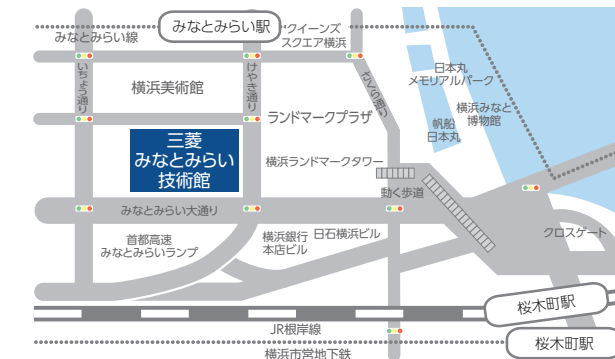 みなとみらい線
みなとみらい駅
クイーンズ
スクエア横浜
いちょう通り
けやき通り
さくら通り
横浜美術館
ランドマークプラザ
日本丸
メモリアルパーク
横浜みなと
博物館
帆船
日本丸
三菱
みなとみらい
技術館
横浜ランドマークタワー
動く歩道
みなとみらい大通り
首都高速
みなとみらいランプ
横浜銀行
本店ビル
日石横浜ビル
クロスゲート
桜木町駅
JR根岸線
桜木町駅
横浜市営地下鉄